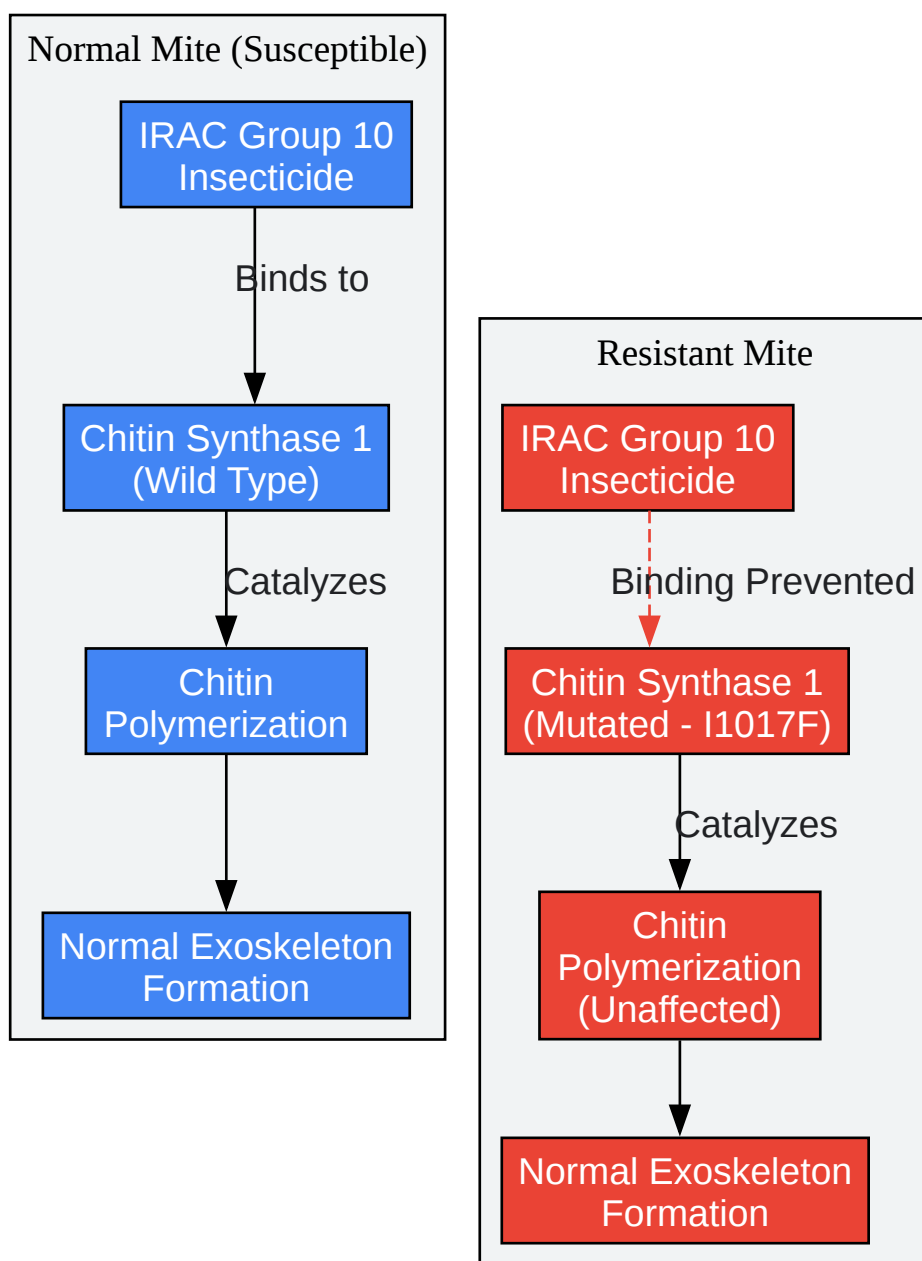 Normal Mite (Susceptible)
IRAC Group 10
Insecticide
Binds to
Chitin Synthase 1
(Wild Type)
Catalyzes
Chitin
Polymerization
Normal Exoskeleton
Formation
Resistant Mite
IRAC Group 10
Insecticide
Binding Prevented
Chitin Synthase 1
(Mutated - I1017F)
Catalyzes
Chitin
Polymerization
(Unaffected)
Normal Exoskeleton
Formation